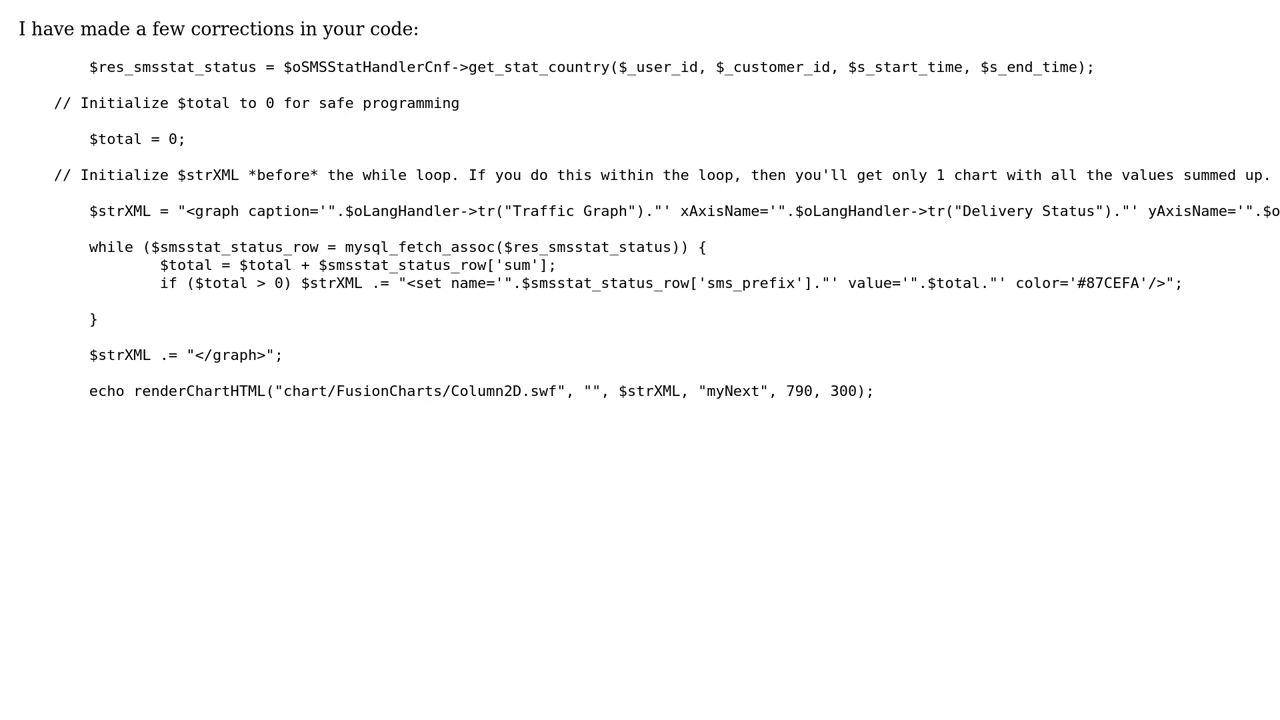 I have made a few corrections in your code:
$res_smsstat_status = $oSMSStatHandlerCnf->get_stat_country($_user_id, $_customer_id, $s_start_time, $s_end_time);
// Initialize $total to 0 for safe programming
$total = 0;
// Initialize $strXML *before* the while loop. If you do this within the loop, then you'll get only 1 chart with all the values summed up.
$strXML = "<graph caption='".$oLangHandler->tr("Traffic Graph")."' xAxisName='".$oLangHandler->tr("Delivery Status")."' yAxisName='".$o
while ($smsstat_status_row = mysql_fetch_assoc($res_smsstat_status)) {
$total = $total + $smsstat_status_row['sum'];
if ($total > 0) $strXML .= "<set name='".$smsstat_status_row['sms_prefix']."' value='".$total."' color='#87CEFA'/>";
}
$strXML .= "</graph>";
echo renderChartHTML("chart/FusionCharts/Column2D.swf", "", $strXML, "myNext", 790, 300);